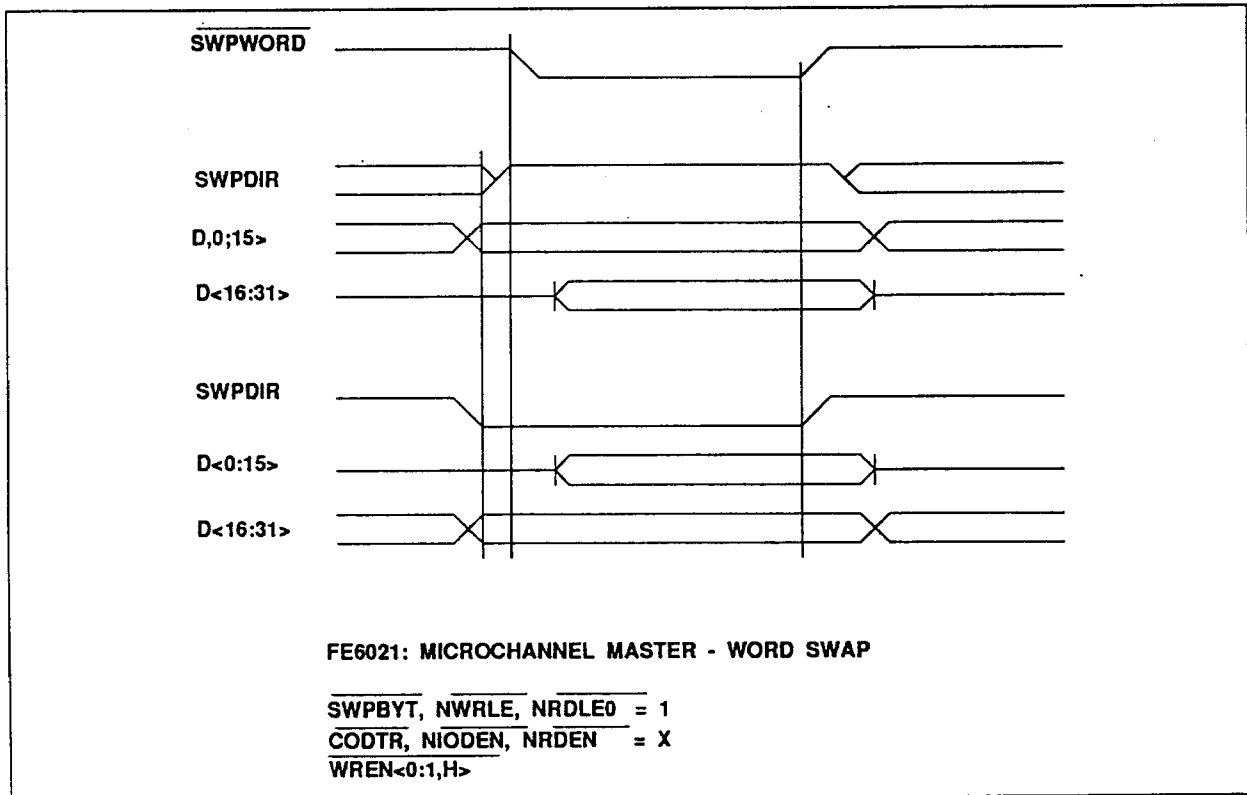 SWPWORD
SWPDIR
D,0;15>
D<16:31>
SWPDIR
D<0:15>
D<16:31>
FE6021: MICROCHANNEL MASTER - WORD SWAP
SWPBYT, NWRLE, NRDLE0 = 1
CODTR, NIODEN, NRDEN = X
WREN<0:1,H>